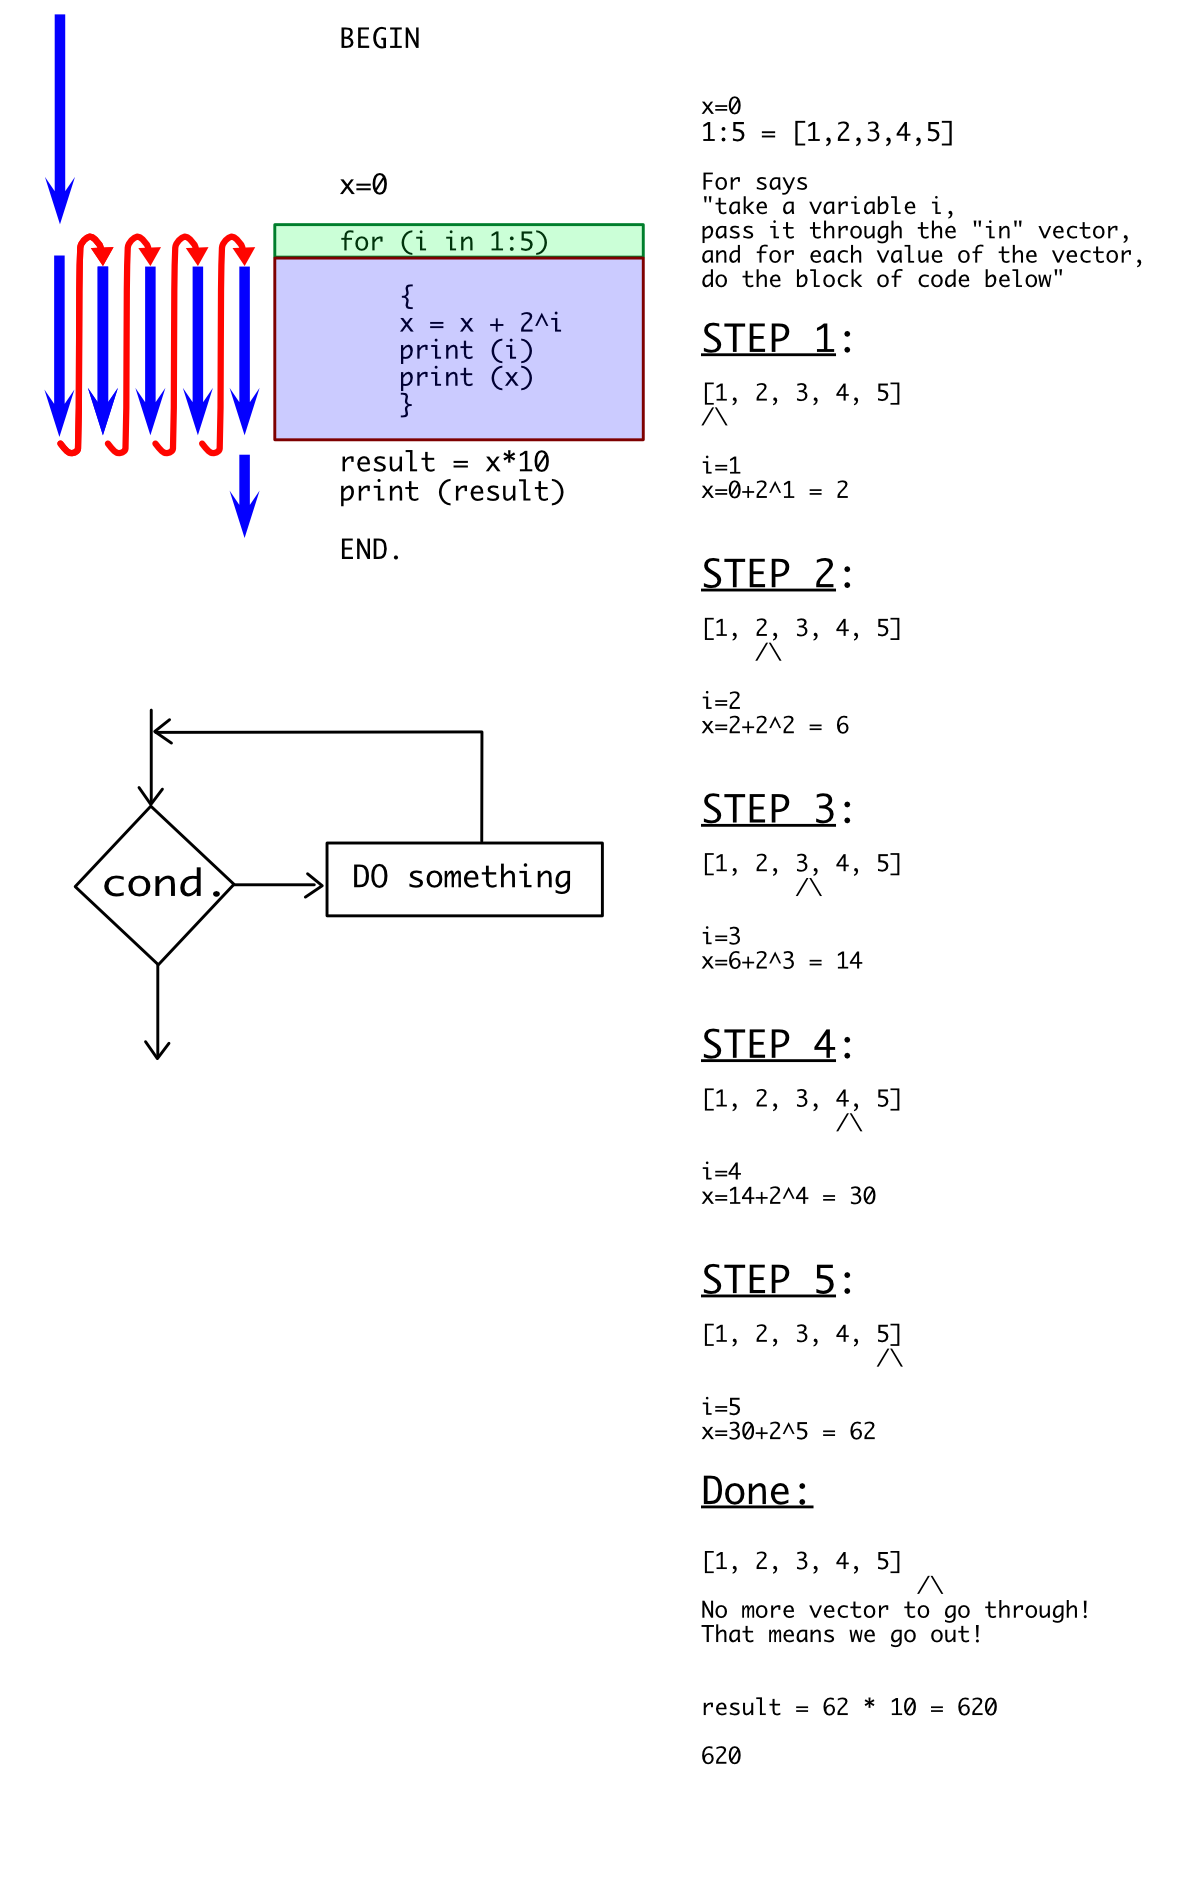 BEGIN
x=0
for (i in 1:5)
{
x = x + 2^i
print (i)
print (x)
}
result = x*10
print (result)
END.
cond.
DO something
x=0
1:5 = [1,2,3,4,5]
For says
"take a variable i,
pass it through the "in" vector,
and for each value of the vector,
do the block of code below"
STEP 1:
[1, 2, 3, 4, 5]
/\
i=1
x=0+2^1 = 2
STEP 2:
[1, 2, 3, 4, 5]
/\
i=2
x=2+2^2 = 6
STEP 3:
[1, 2, 3, 4, 5]
/\
i=3
x=6+2^3 = 14
STEP 4:
[1, 2, 3, 4, 5]
/\
i=4
x=14+2^4 = 30
STEP 5:
[1, 2, 3, 4, 5]
/\
i=5
x=30+2^5 = 62
Done:
[1, 2, 3, 4, 5]
/\
No more vector to go through!
That means we go out!
result = 62 * 10 = 620
620